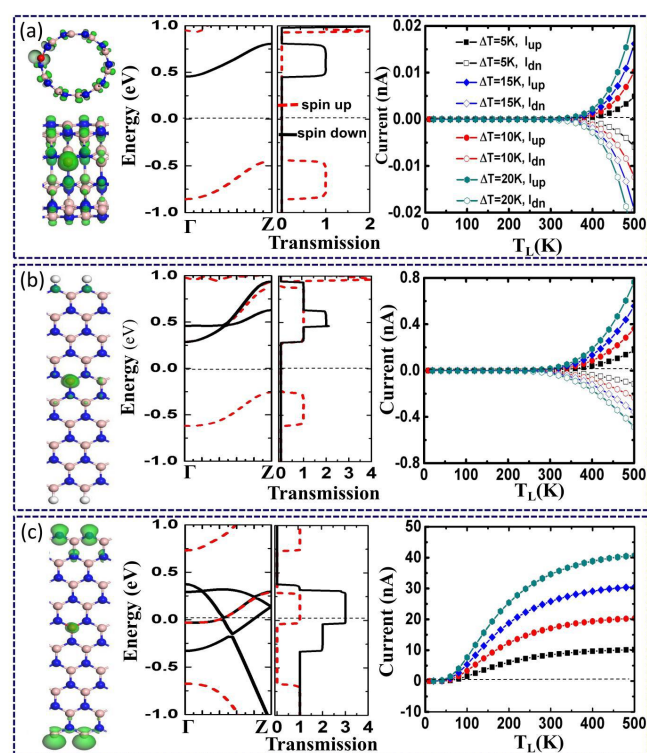 (a)
Energy (eV)
1.0
0.5
0.0
-0.5
-1.0
Γ
Z
spin up
spin down
0
1
2
Transmission
Current (nA)
0.02
0.01
0.00
-0.01
-0.02
ΔT=5K, Iup
ΔT=5K, Idn
ΔT=15K, Iup
ΔT=15K, Idn
ΔT=10K, Iup
ΔT=10K, Idn
ΔT=20K, Iup
ΔT=20K, Idn
0 100 200 300 400 500
TL(K)
(b)
Energy (eV)
1.0
0.5
0.0
-0.5
-1.0
Γ
Z
0 1 2 3 4
Transmission
Current (nA)
0.8
0.4
0.0
-0.4
-0.8
0 100 200 300 400 500
TL(K)
(c)
Energy (eV)
1.0
0.5
0.0
-0.5
-1.0
Γ
Z
0 1 2 3 4
Transmission
Current (nA)
50
40
30
20
10
0
0 100 200 300 400 500
TL(K)